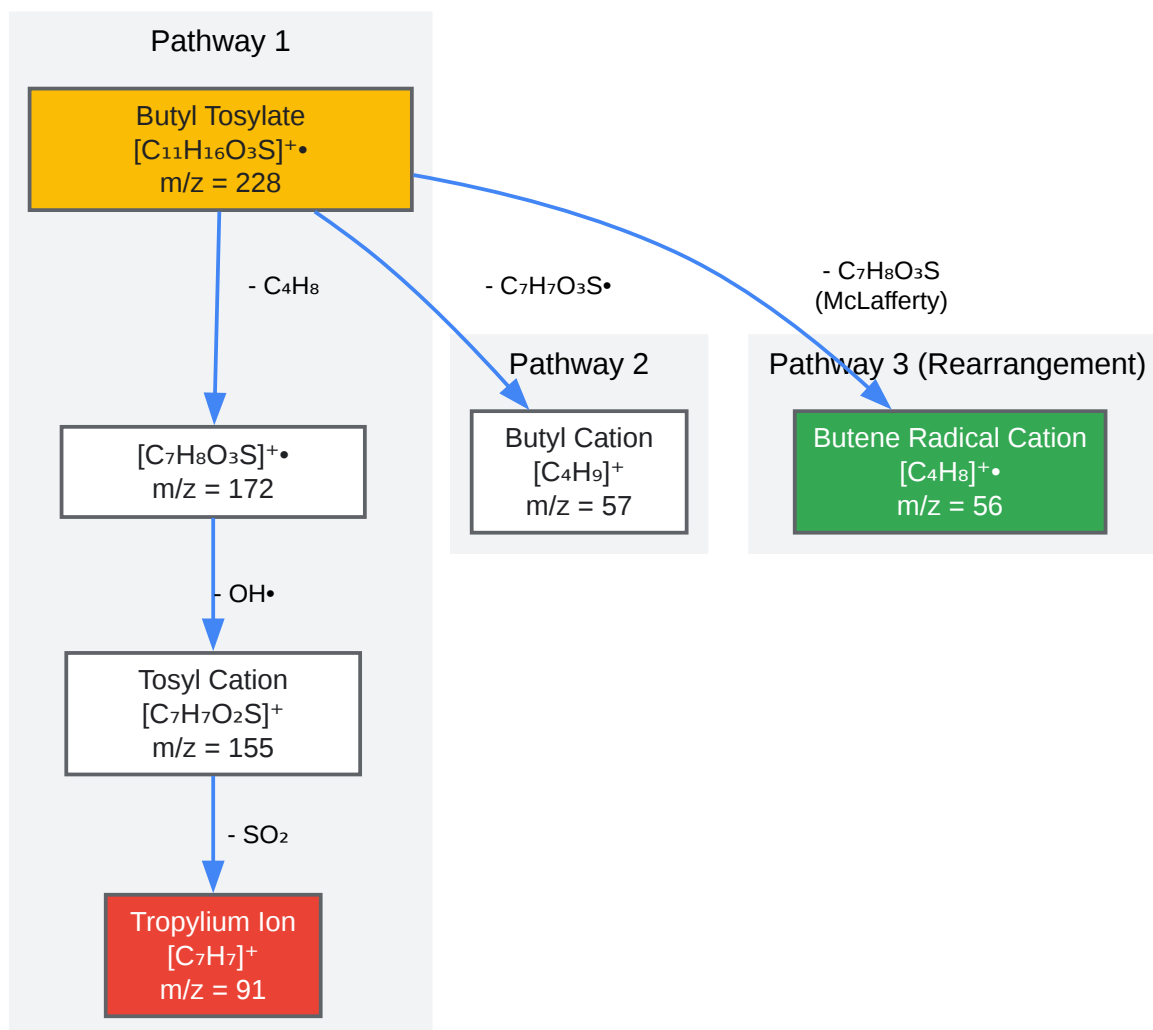 Pathway 1
Butyl Tosylate
[C₁₁H₁₆O₃S]⁺•
m/z = 228
- C₄H₈
- C₇H₇O₃S•
- C₇H₈O₃S
(McLafferty)
Pathway 2
Pathway 3 (Rearrangement)
[C₇H₈O₃S]⁺•
m/z = 172
Butyl Cation
[C₄H₉]⁺
m/z = 57
Butene Radical Cation
[C₄H₈]⁺•
m/z = 56
- OH•
Tosyl Cation
[C₇H₇O₂S]⁺
m/z = 155
- SO₂
Tropylium Ion
[C₇H₇]⁺
m/z = 91